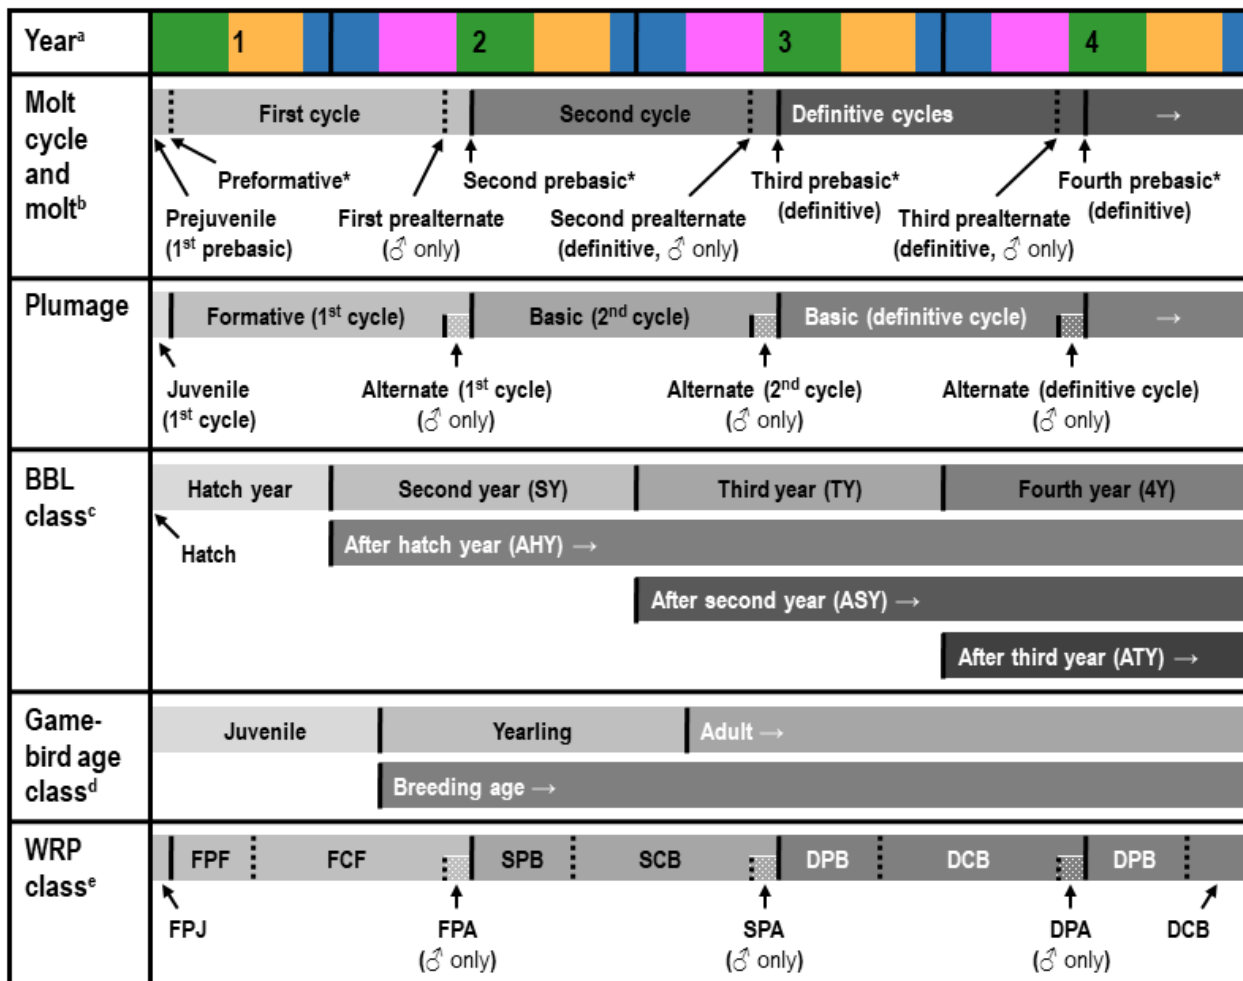 Yearᵃ
1
2
3
4
Molt
cycle
and
moltᵇ
First cycle
Second cycle
Definitive cycles
→
Preformative*
Second prebasic*
Third prebasic*
(definitive)
Fourth prebasic*
(definitive)
Prejuvenile
(1ˢᵗ prebasic)
First prealternate
(♂ only)
Second prealternate
(definitive, ♂ only)
Third prealternate
(definitive, ♂ only)
Plumage
Formative (1ˢᵗ cycle)
Basic (2ⁿᵈ cycle)
Basic (definitive cycle)
→
Juvenile
(1ˢᵗ cycle)
Alternate (1ˢᵗ cycle)
(♂ only)
Alternate (2ⁿᵈ cycle)
(♂ only)
Alternate (definitive cycle)
(♂ only)
BBL
classᶜ
Hatch year
Second year (SY)
Third year (TY)
Fourth year (4Y)
Hatch
After hatch year (AHY) →
After second year (ASY) →
After third year (ATY) →
Game-
bird age
classᵈ
Juvenile
Yearling
Adult →
Breeding age →
WRP
classᵉ
FPF
FCF
SPB
SCB
DPB
DCB
DPB
FPJ
FPA
(♂ only)
SPA
(♂ only)
DPA
(♂ only)
DCB